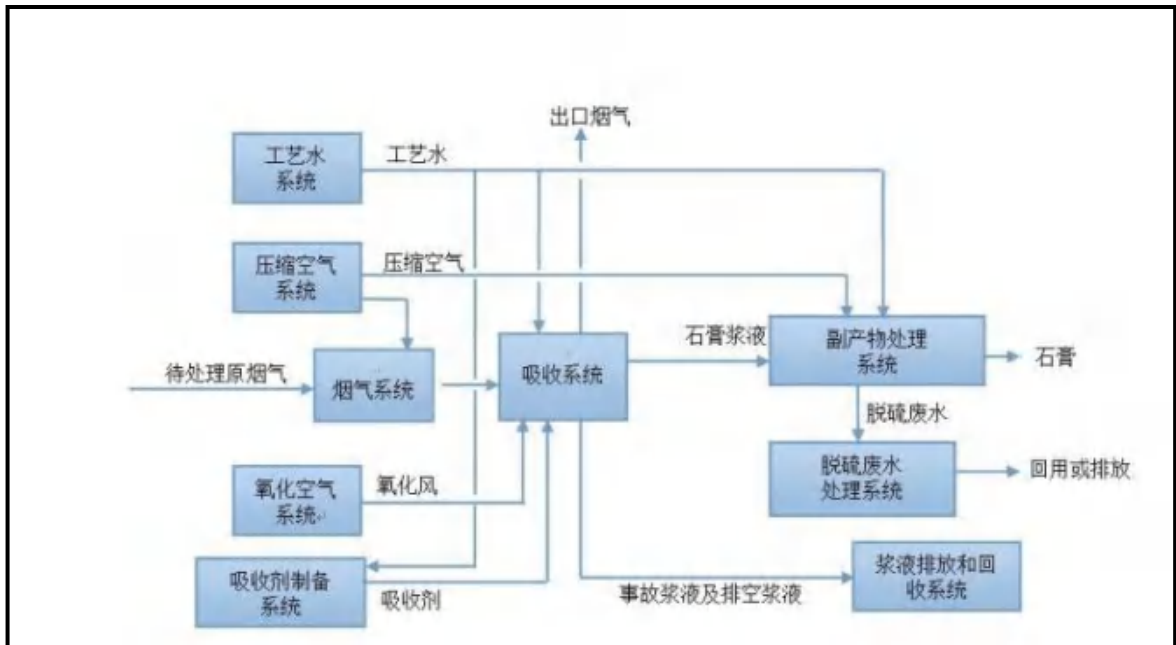 出口烟气
工艺水
系统
工艺水
压缩空气
系统
压缩空气
石膏浆液
副产物处理
系统
石膏
待处理原烟气
烟气系统
吸收系统
脱硫废水
脱硫废水
处理系统
回用或排放
氧化空气
系统
氧化风
吸收剂制备
系统
吸收剂
事故浆液及排空浆液
浆液排放和回
收系统